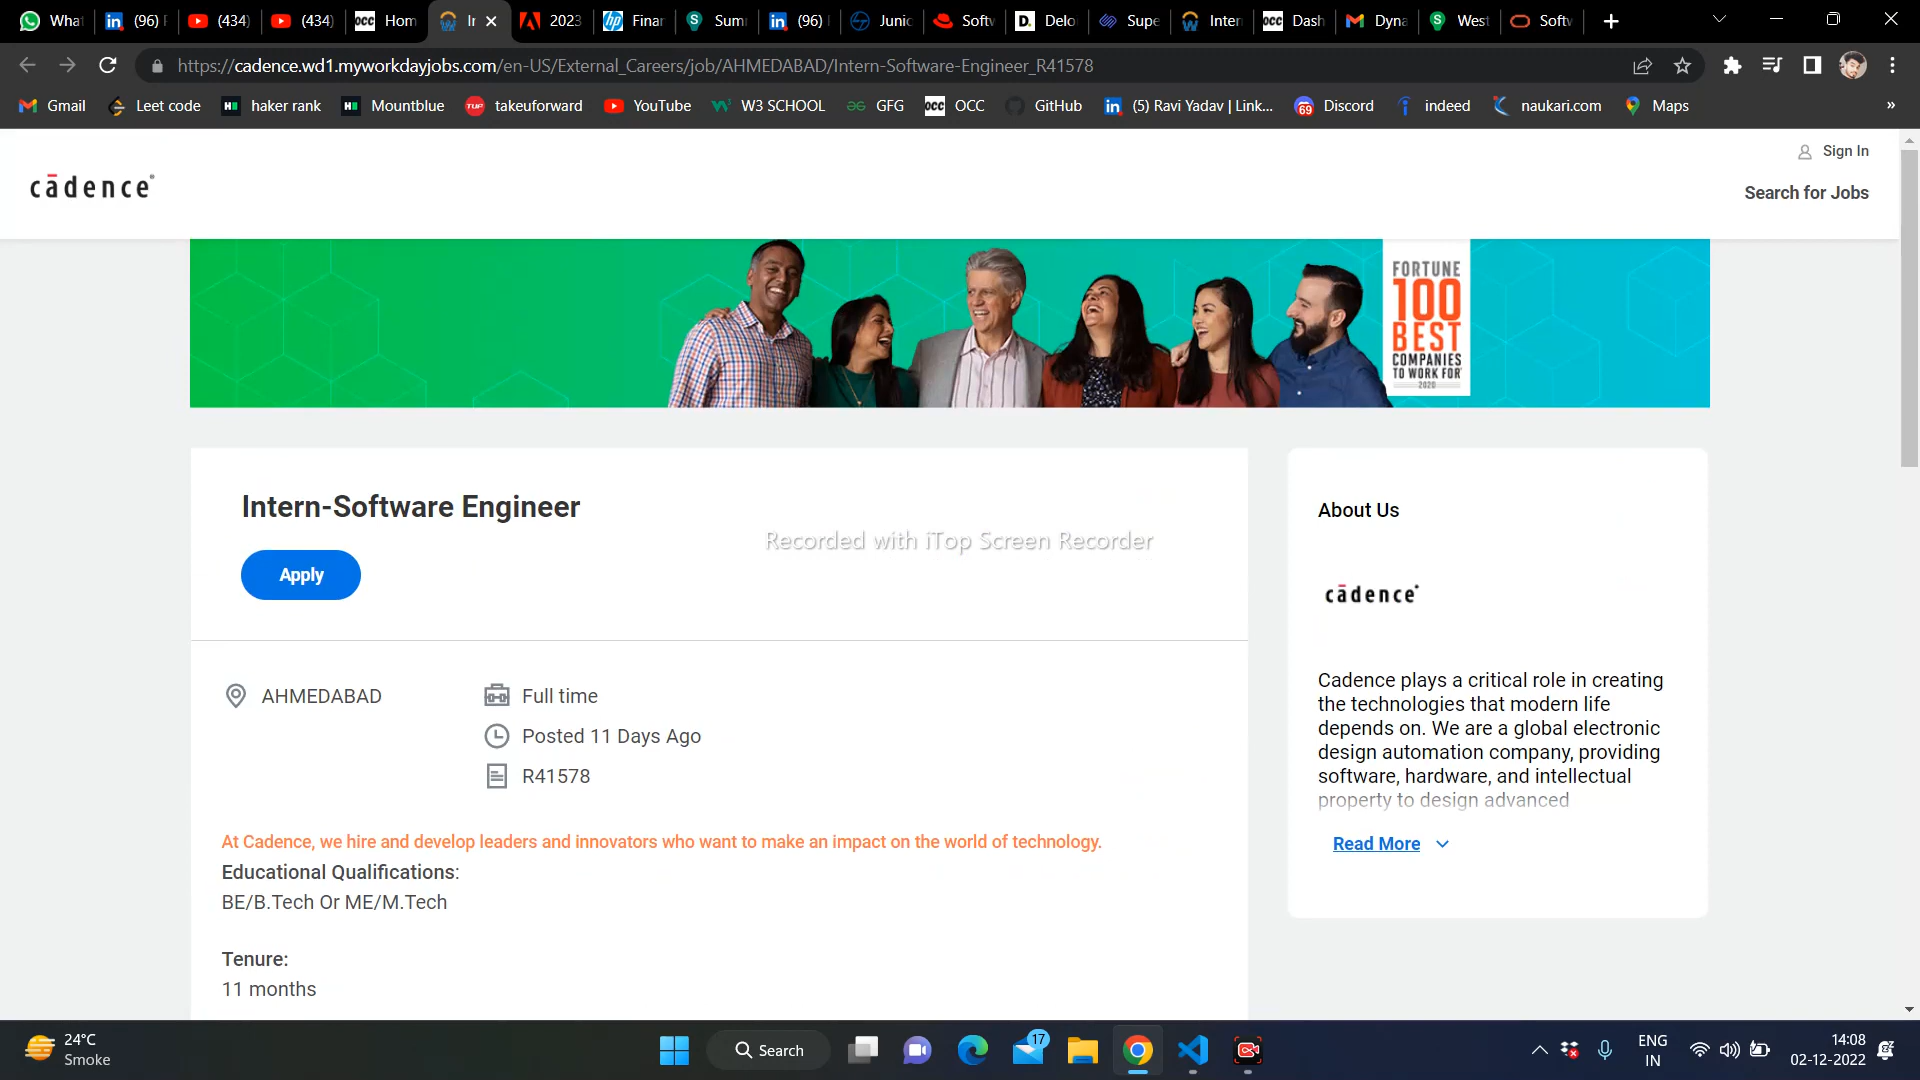 What
(96)
(434)
(434)
Hom
In
2023
Finan
Sum
(96)
Junio
Softw
Delo
Supe
Inter
Dash
Dyna
West
Softw
https://cadence.wd1.myworkdayjobs.com/en-US/External_Careers/job/AHMEDABAD/Intern-Software-Engineer_R41578
Gmail
Leet code
haker rank
Mountblue
takeuforward
YouTube
W3 SCHOOL
GFG
OCC
GitHub
(5) Ravi Yadav | Link...
Discord
indeed
naukari.com
Maps
»
Sign In
cādence
Search for Jobs
FORTUNE
100
BEST
COMPANIES
TO WORK FOR
2020
Intern-Software Engineer
Apply
Recorded with iTop Screen Recorder
AHMEDABAD
Full time
Posted 11 Days Ago
R41578
At Cadence, we hire and develop leaders and innovators who want to make an impact on the world of technology.
Educational Qualifications:
BE/B.Tech Or ME/M.Tech
Tenure:
11 months
About Us
cādence
Cadence plays a critical role in creating
the technologies that modern life
depends on. We are a global electronic
design automation company, providing
software, hardware, and intellectual
property to design advanced
Read More
24°C
Smoke
Search
17
ENG
IN
14:08
02-12-2022